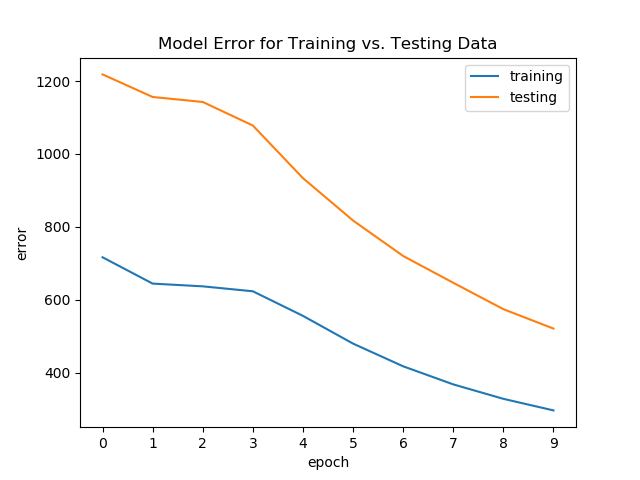 Model Error for Training vs. Testing Data
training
testing
1200
1000
800
600
400
error
0 1 2 3 4 5 6 7 8 9
epoch